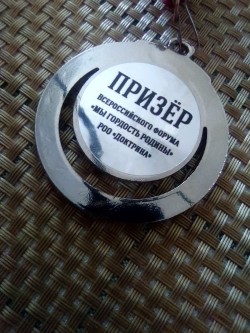 ПРИЗЁР
ВСЕРОССИЙСКОГО ФОРУМА
«МЫ ГОРДОСТЬ РОДИНЫ»
РОО «ДОКТРИНА»